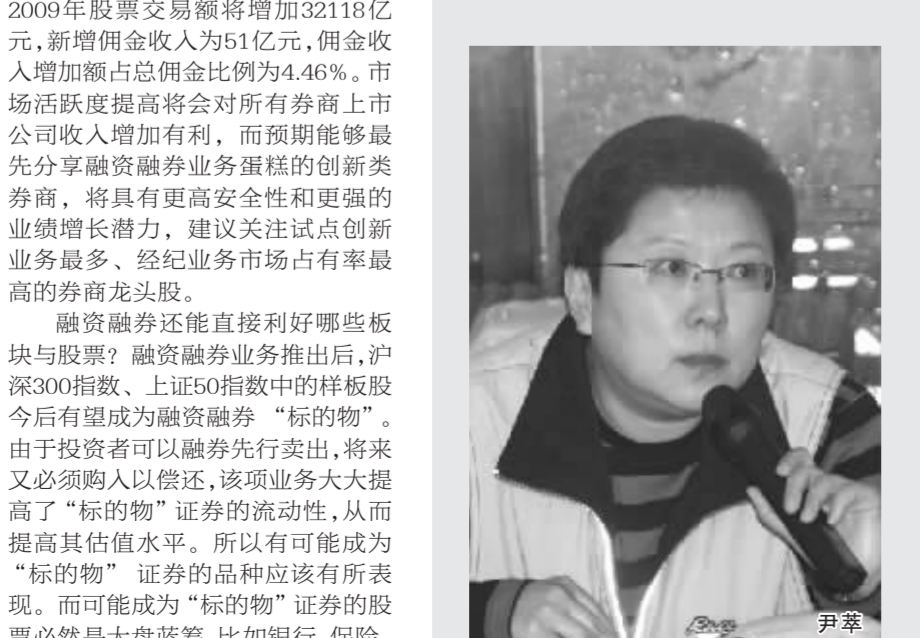 2009年股票交易额将增加32118亿
元,新增佣金收入为51亿元,佣金收
入增加额占总佣金比例为4.46%。市
场活跃度提高将会对所有券商上市
公司收入增加有利，而预期能够最
先分享融资融券业务蛋糕的创新类
券商，将具有更高安全性和更强的
业绩增长潜力，建议关注试点创新
业务最多、经纪业务市场占有率最
高的券商龙头股。
融资融券还能直接利好哪些板
块与股票？融资融券业务推出后,沪
深300指数、上证50指数中的样板股
今后有望成为融资融券 “标的物”。
由于投资者可以融券先行卖出,将来
又必须购入以偿还,该项业务大大提
高了“标的物”证券的流动性,从而
提高其估值水平。所以有可能成为
“标的物” 证券的品种应该有所表
现。而可能成为“标的物”证券的股
票必然是大盘蓝筹,比如银行、保险、
尹萃